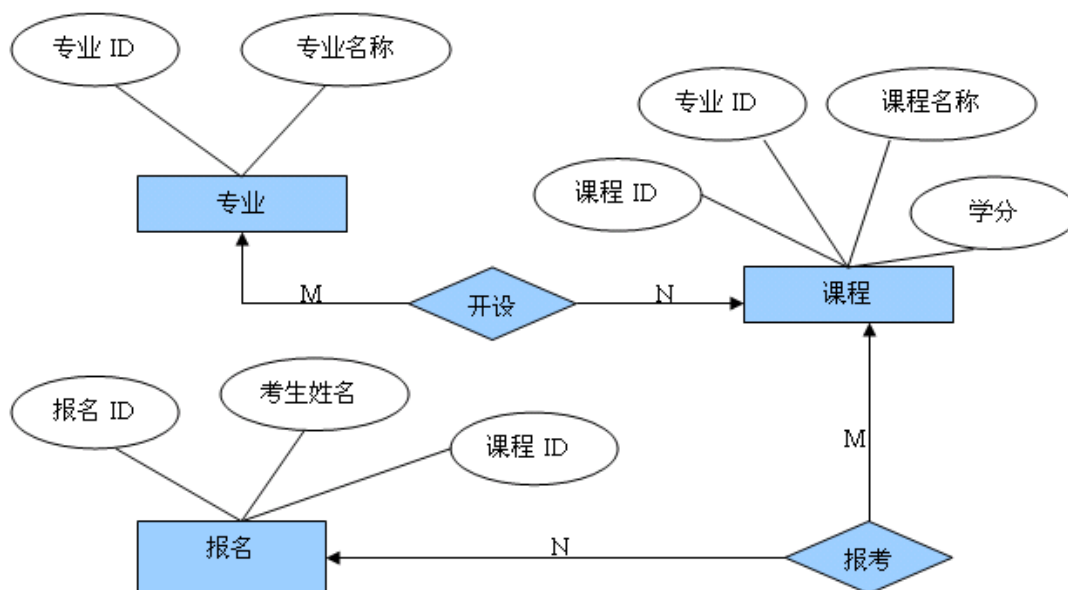 专业 ID
专业名称
专业 ID
课程名称
课程 ID
学分
专业
课程
M
开设
N
考生姓名
报名 ID
课程 ID
M
报名
N
报考